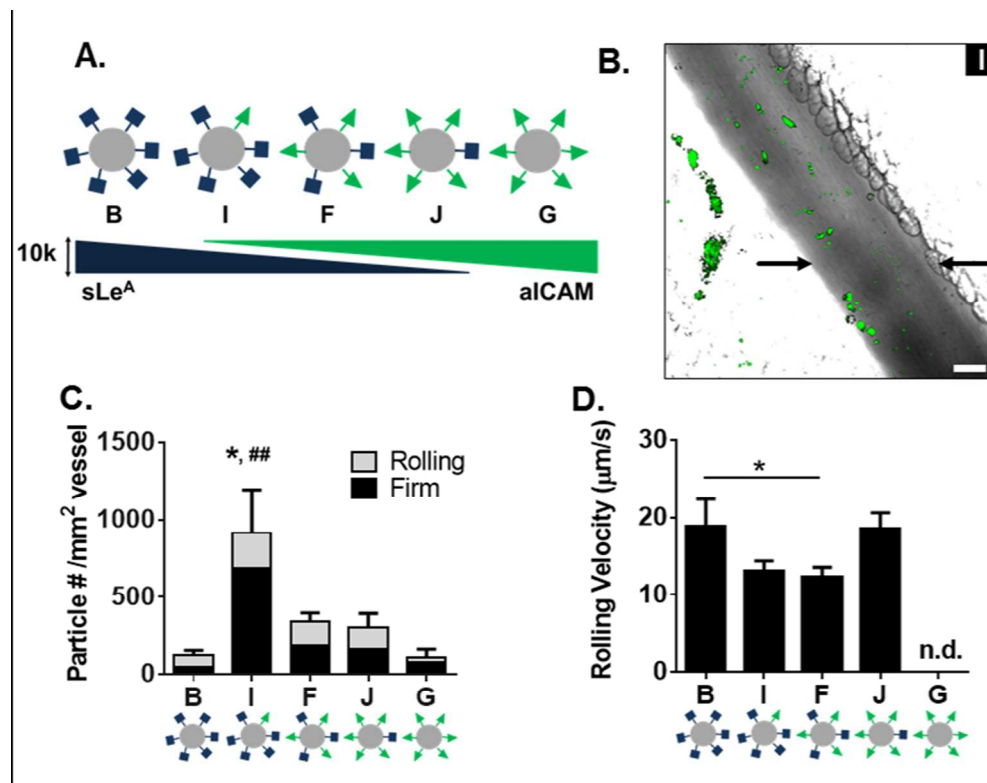 A.
B I F J G
10k
sLeᴬ
aICAM
B.
I
C.
Particle # /mm² vessel
1500
1000
500
0
*, ##
Rolling
Firm
B I F J G
D.
Rolling Velocity (µm/s)
30
20
10
0
*
n.d.
B I F J G